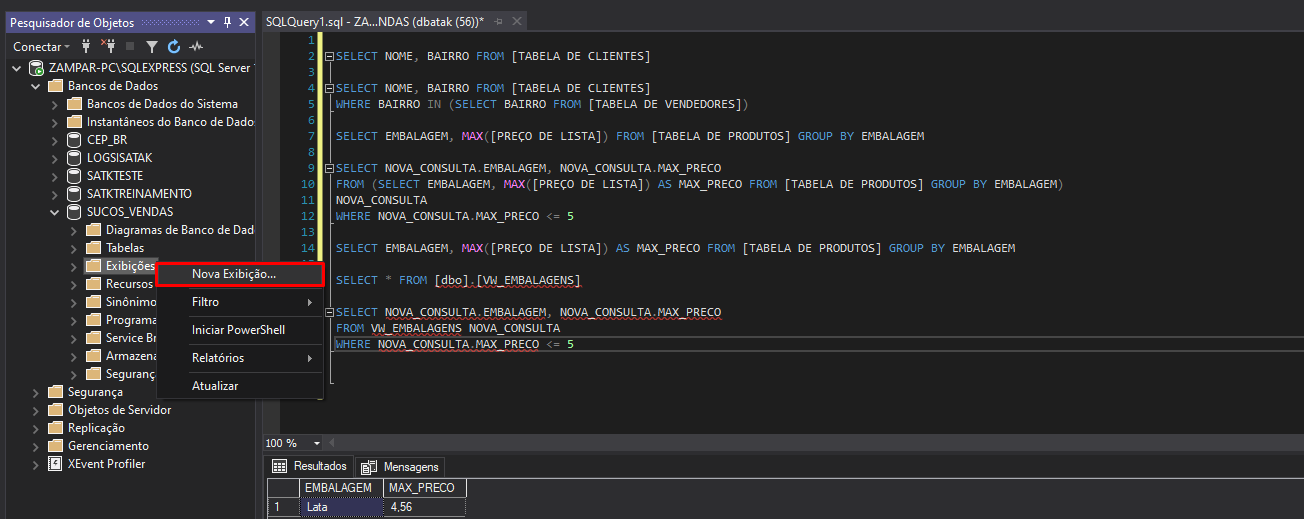 Pesquisador de Objetos
Conectar
ZAMPAR-PC\SQLEXPRESS (SQL Server
Bancos de Dados
Bancos de Dados do Sistema
Instantâneos do Banco de Dado
CEP_BR
LOGSISATAK
SATKTESTE
SATKTREINAMENTO
SUCOS_VENDAS
Diagramas de Banco de Dad
Tabelas
Exibições
Recursos
Sinônimo
Programa
Service Br
Armazena
Seguranç
Segurança
Objetos de Servidor
Replicação
Gerenciamento
XEvent Profiler
Nova Exibição...
Filtro
Iniciar PowerShell
Relatórios
Atualizar
SQLQuery1.sql - ZA...NDAS (dbatak (56))*
1
2 SELECT NOME, BAIRRO FROM [TABELA DE CLIENTES]
3
4 SELECT NOME, BAIRRO FROM [TABELA DE CLIENTES]
5 WHERE BAIRRO IN (SELECT BAIRRO FROM [TABELA DE VENDEDORES])
6
7 SELECT EMBALAGEM, MAX([PREÇO DE LISTA]) FROM [TABELA DE PRODUTOS] GROUP BY EMBALAGEM
8
9 SELECT NOVA_CONSULTA.EMBALAGEM, NOVA_CONSULTA.MAX_PRECO
10 FROM (SELECT EMBALAGEM, MAX([PREÇO DE LISTA]) AS MAX_PRECO FROM [TABELA DE PRODUTOS] GROUP BY EMBALAGEM)
11 NOVA_CONSULTA
12 WHERE NOVA_CONSULTA.MAX_PRECO <= 5
13
14 SELECT EMBALAGEM, MAX([PREÇO DE LISTA]) AS MAX_PRECO FROM [TABELA DE PRODUTOS] GROUP BY EMBALAGEM
SELECT * FROM [dbo].[VW_EMBALAGENS]
SELECT NOVA_CONSULTA.EMBALAGEM, NOVA_CONSULTA.MAX_PRECO
FROM VW_EMBALAGENS NOVA_CONSULTA
WHERE NOVA_CONSULTA.MAX_PRECO <= 5
100 %
Resultados Mensagens
EMBALAGEM MAX_PRECO
1 Lata 4,56